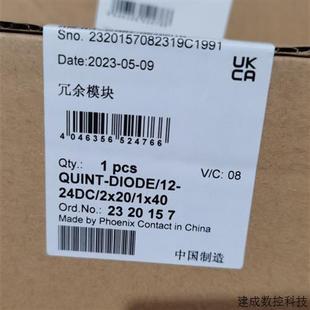 Sno. 2320157082319C1991
Date:2023-05-09
UK
CA
冗余模块
4 046356 524766
Qty.: 1 pcs
V/C: 08
QUINT-DIODE/12-
24DC/2x20/1x40
Ord.No.: 23 20 15 7
Made by Phoenix Contact in China
中国制造
建成数控科技